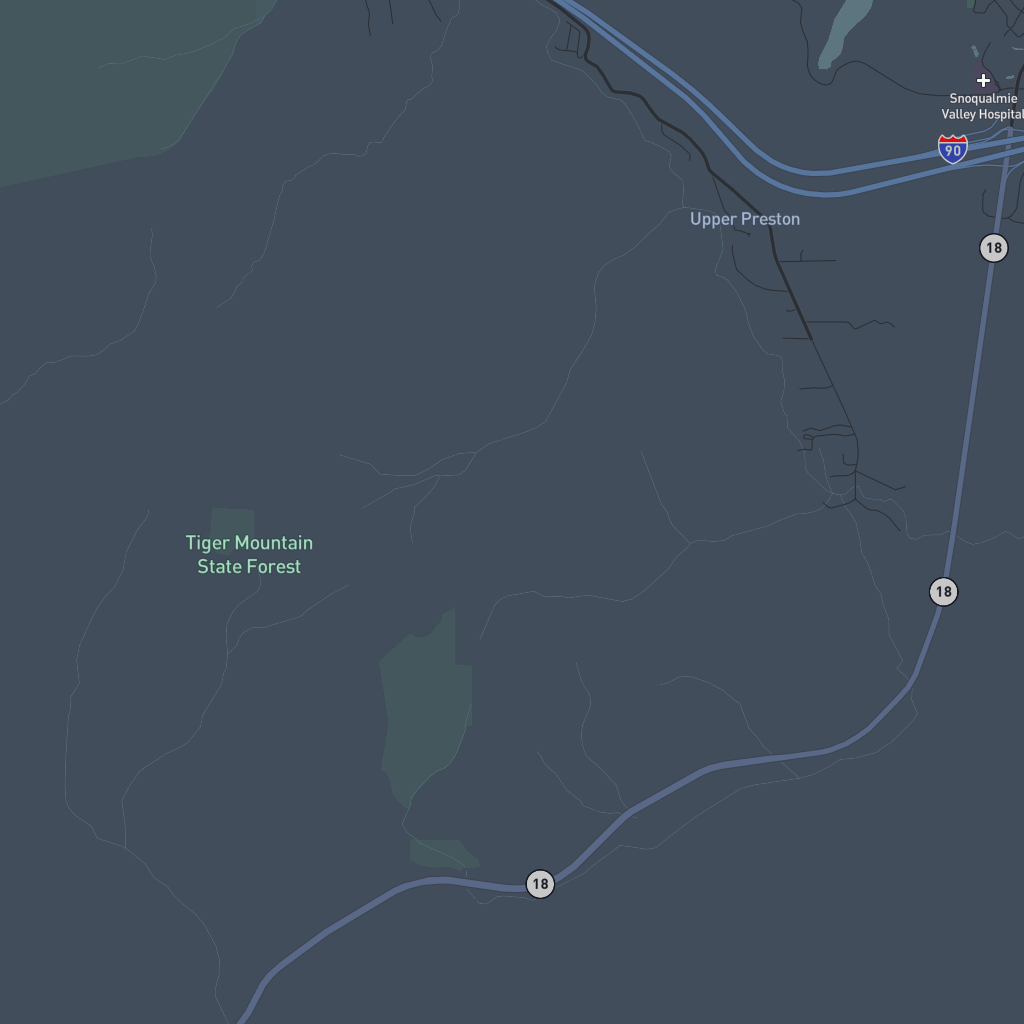 Snoqualmie
Valley Hospital
90
Upper Preston
18
Tiger Mountain
State Forest
18
18